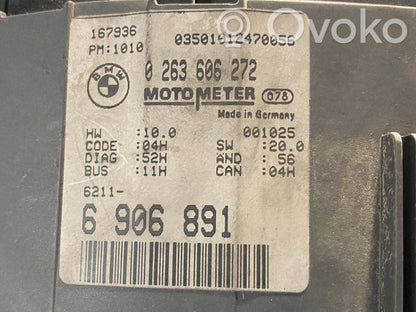 Ovoko
167936
PM:1010 03501012470056
BMW
0 263 606 272
MOTOMETER 678
Made in Germany
HW :10.0 001025
CODE :04H SW :20.0
DIAG :52H AND : 56
BUS :11H CAN :04H
6211-
6 906 891